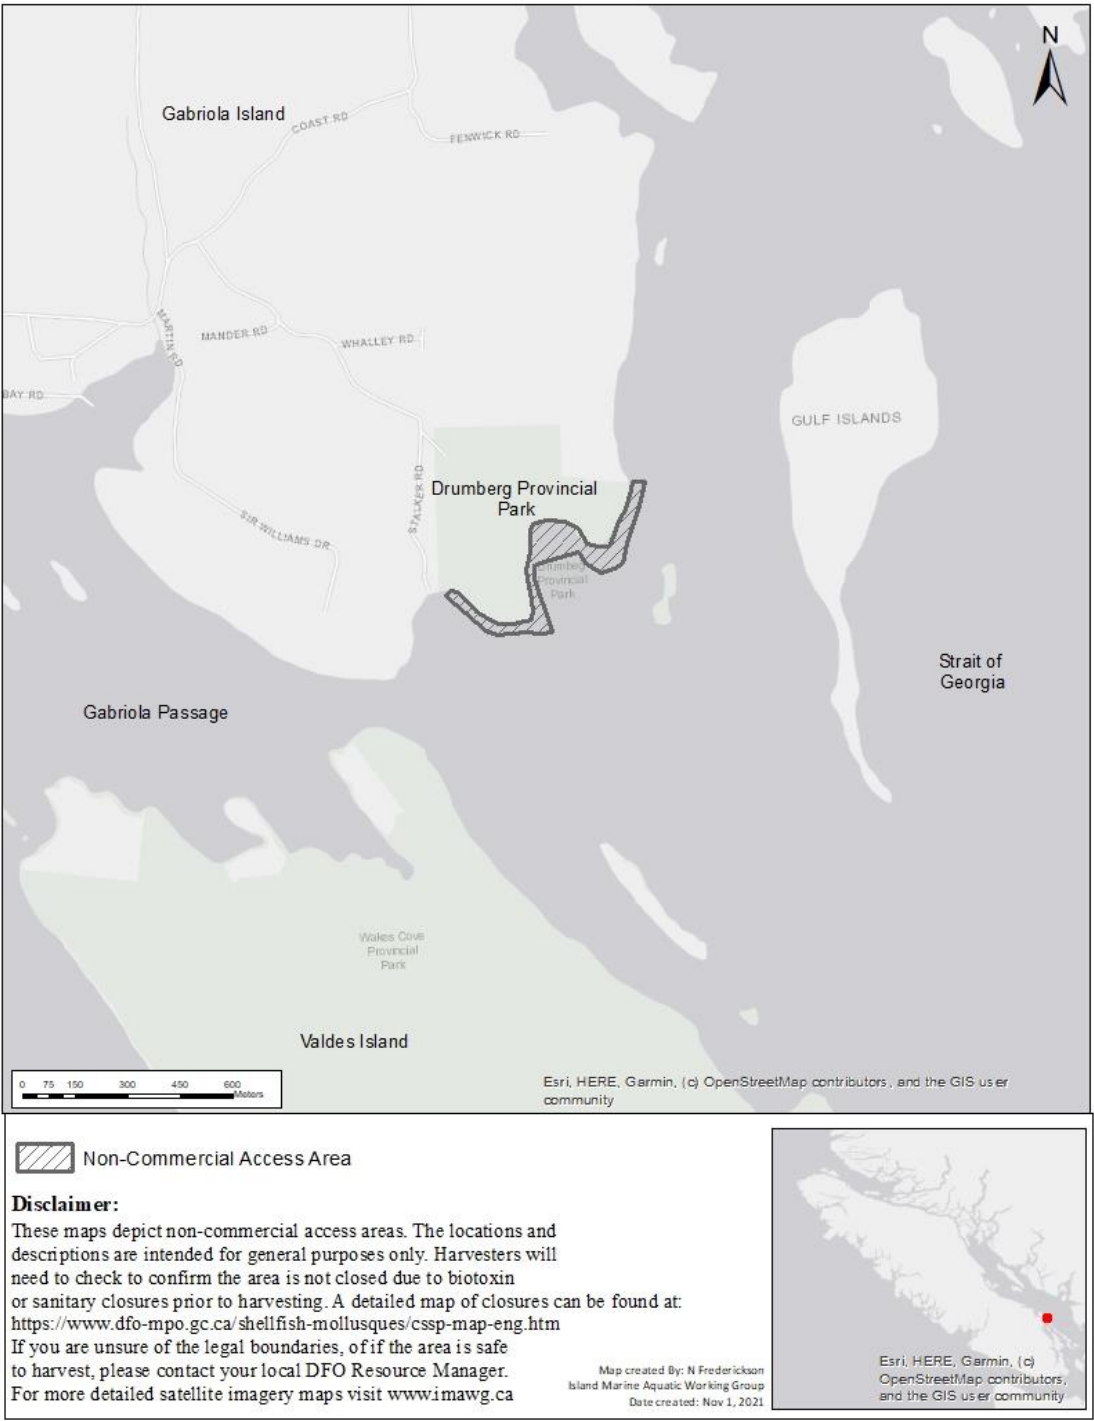 N
Gabriola Island
COAST RD
FENWICK RD
MARTIN RD
MANDER RD
WHALLEY RD
BAY RD
GULF ISLANDS
STALKER RD
Drumberg Provincial
Park
SIR WILLIAMS DR
Drumbeg
Provincial
Park
Strait of
Georgia
Gabriola Passage
Wakes Cove
Provincial
Park
Valdes Island
0 75 150 300 450 600
Meters
Esri, HERE, Garmin, (c) OpenStreetMap contributors, and the GIS user
community
Non-Commercial Access Area
Disclaimer:
These maps depict non-commercial access areas. The locations and
descriptions are intended for general purposes only. Harvesters will
need to check to confirm the area is not closed due to biotoxin
or sanitary closures prior to harvesting. A detailed map of closures can be found at:
https://www.dfo-mpo.gc.ca/shellfish-mollusques/cssp-map-eng.htm
If you are unsure of the legal boundaries, of if the area is safe
to harvest, please contact your local DFO Resource Manager.
For more detailed satellite imagery maps visit www.imawg.ca
Map created By: N Frederickson
Island Marine Aquatic Working Group
Date created: Nov 1, 2021
Esri, HERE, Garmin, (c)
OpenStreetMap contributors,
and the GIS user community